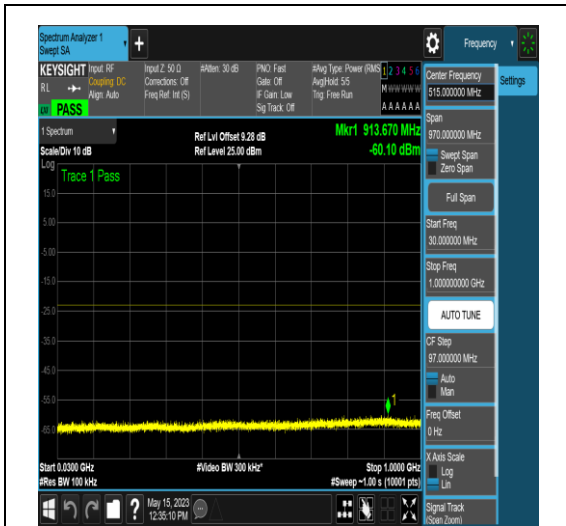 Spectrum Analyzer 1
Swept SA
+
Frequency
KEYSIGHT
RL
PASS
Input: RF
Coupling: DC
Align: Auto
Input Z: 50 Ω
Corrections: Off
Freq Ref: Int (S)
#Atten: 30 dB
PNO: Fast
Gate: Off
IF Gain: Low
Sig Track: Off
#Avg Type: Power (RMS
Avg|Hold: 5/5
Trig: Free Run
1 2 3 4 5 6
M W W W W W
A A A A A A
1 Spectrum
Scale/Div 10 dB
Ref Lvl Offset 9.28 dB
Ref Level 25.00 dBm
Mkr1 913.670 MHz
-60.10 dBm
Log
Trace 1 Pass
15.0
5.00
-5.00
-15.0
-25.0
-35.0
-45.0
-55.0
-65.0
1
Start 0.0300 GHz
#Res BW 100 kHz
#Video BW 300 kHz*
Stop 1.0000 GHz
#Sweep ~1.00 s (10001 pts)
May 15, 2023
12:35:10 PM
Center Frequency
515.000000 MHz
Settings
Span
970.000000 MHz
Swept Span
Zero Span
Full Span
Start Freq
30.000000 MHz
Stop Freq
1.000000000 GHz
AUTO TUNE
CF Step
97.000000 MHz
Auto
Man
Freq Offset
0 Hz
X Axis Scale
Log
Lin
Signal Track
(Span Zoom)